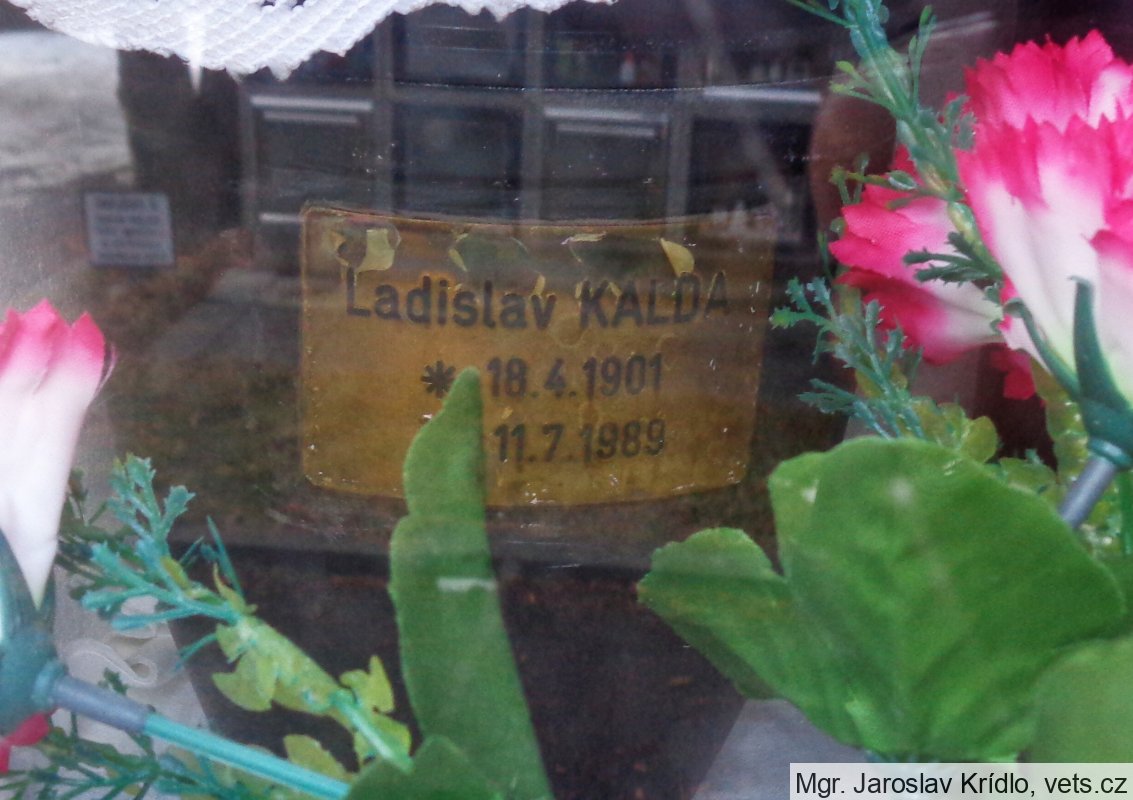 Ladislav KALDA
* 18.4.1901
11.7.1989
Mgr. Jaroslav Krídlo, vets.cz